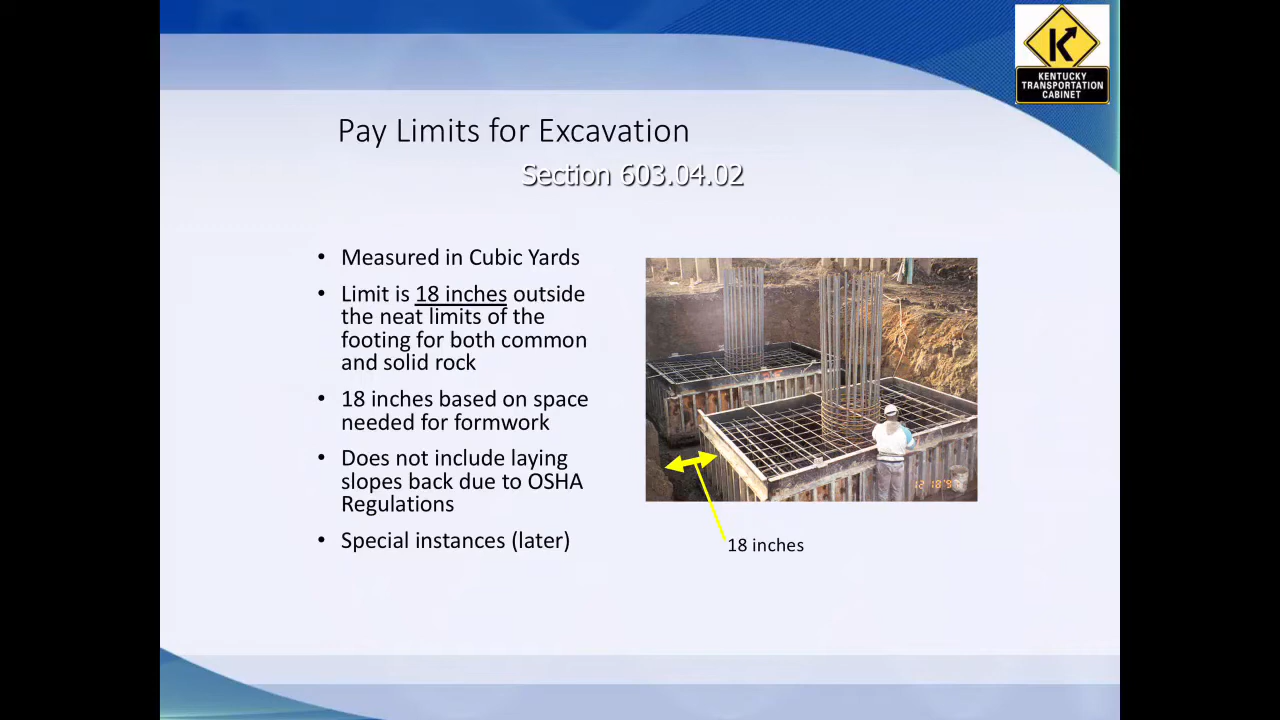 KENTUCKY
TRANSPORTATION
CABINET
Pay Limits for Excavation
Section 603.04.02
• Measured in Cubic Yards
• Limit is 18 inches outside
the neat limits of the
footing for both common
and solid rock
• 18 inches based on space
needed for formwork
• Does not include laying
slopes back due to OSHA
Regulations
• Special instances (later)
18 inches